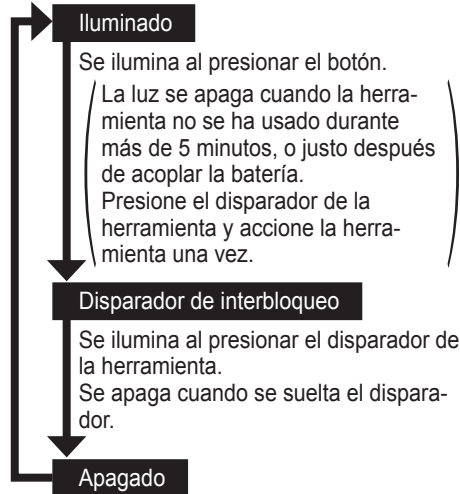 Iluminado
Se ilumina al presionar el botón.
La luz se apaga cuando la herra-
mienta no se ha usado durante
más de 5 minutos, o justo después
de acoplar la batería.
Presione el disparador de la
herramienta y accione la herra-
mienta una vez.
Disparador de interbloqueo
Se ilumina al presionar el disparador de
la herramienta.
Se apaga cuando se suelta el dispara-
dor.
Apagado